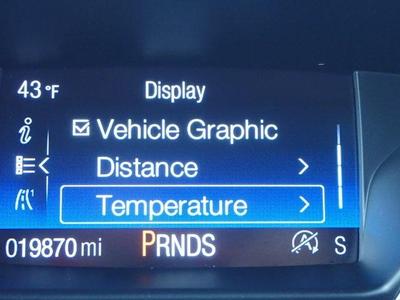 43°F Display
Vehicle Graphic
Distance
Temperature
019870 mi PRNDS S